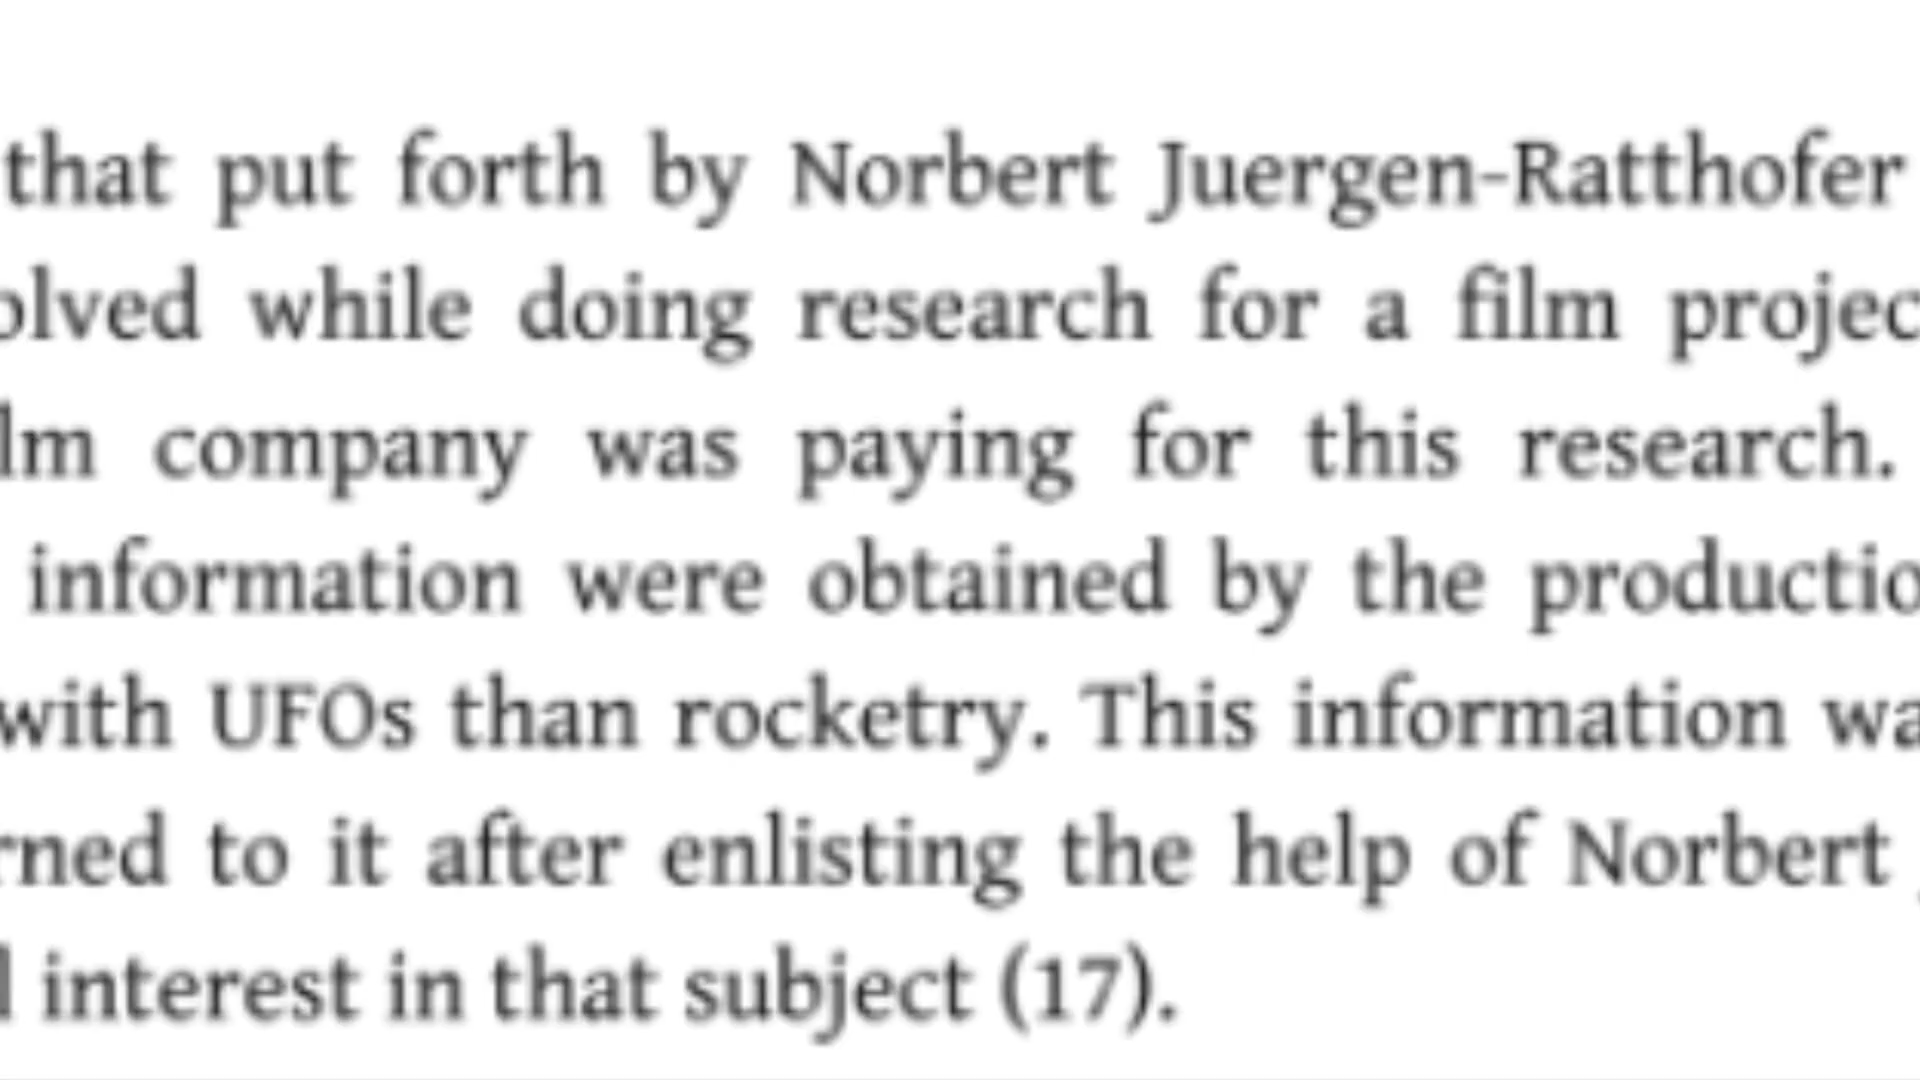 that put forth by Norbert Juergen-Ratthofer
olved while doing research for a film projec
lm company was paying for this research.
information were obtained by the productio
with UFOs than rocketry. This information wa
rned to it after enlisting the help of Norbert
interest in that subject (17).